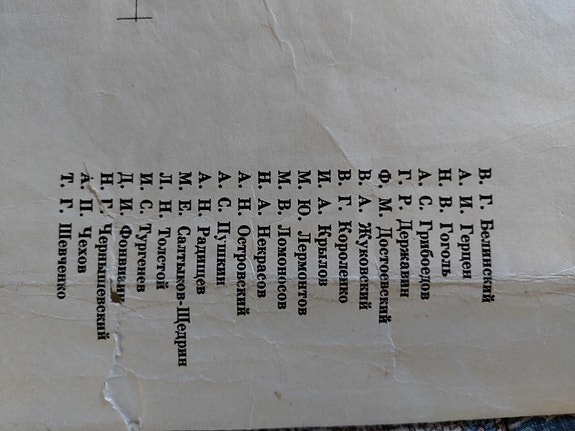 В. Г. Белинский
А. И. Герцен
Н. В. Гоголь
А. С. Грибоедов
Г. Р. Державин
Ф. М. Достоевский
В. А. Жуковский
В. Г. Короленко
И. А. Крылов
М. Ю. Лермонтов
М. В. Ломоносов
Н. А. Некрасов
А. Н. Островский
А. С. Пушкин
А. Н. Радищев
М. Е. Салтыков-Щедрин
Л. Н. Толстой
И. С. Тургенев
Д. И. Фонвизин
Н. Г. Чернышевский
А. П. Чехов
Т. Г. Шевченко